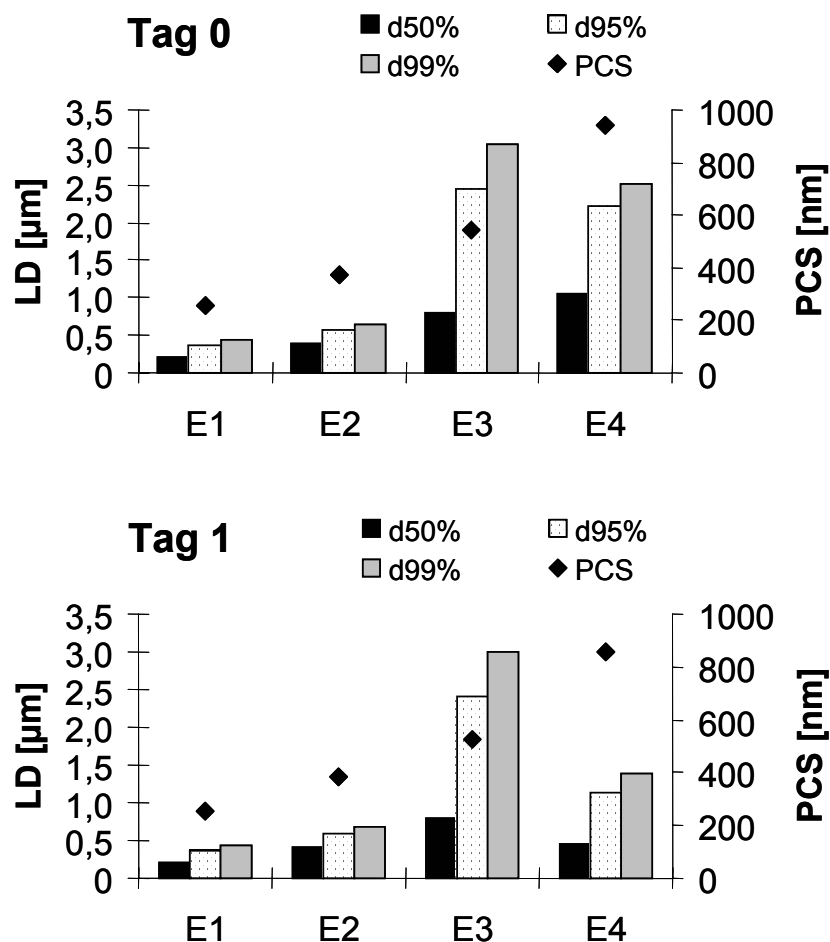 Tag 0
d50% d95%
d99% PCS
LD [µm]
3,5
3,0
2,5
2,0
1,5
1,0
0,5
0
1000
800
600
400
200
0
PCS [nm]
E1 E2 E3 E4
Tag 1
d50% d95%
d99% PCS
LD [µm]
3,5
3,0
2,5
2,0
1,5
1,0
0,5
0
1000
800
600
400
200
0
PCS [nm]
E1 E2 E3 E4